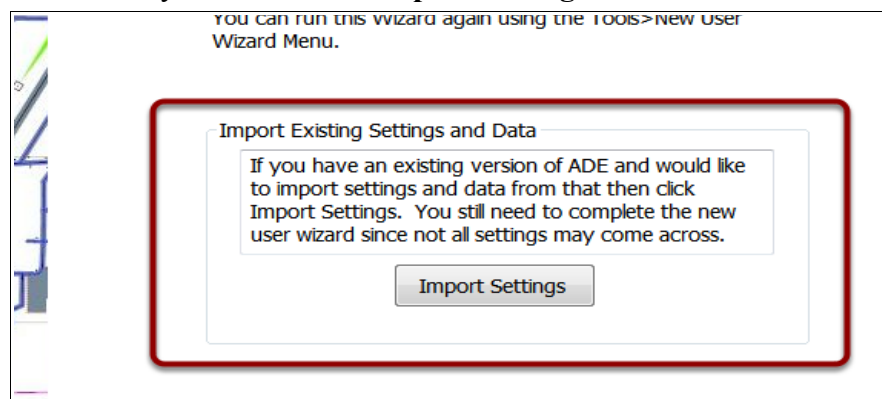 You can run this Wizard again using the Tools>New User
Wizard Menu.
Import Existing Settings and Data
If you have an existing version of ADE and would like
to import settings and data from that then click
Import Settings. You still need to complete the new
user wizard since not all settings may come across.
Import Settings